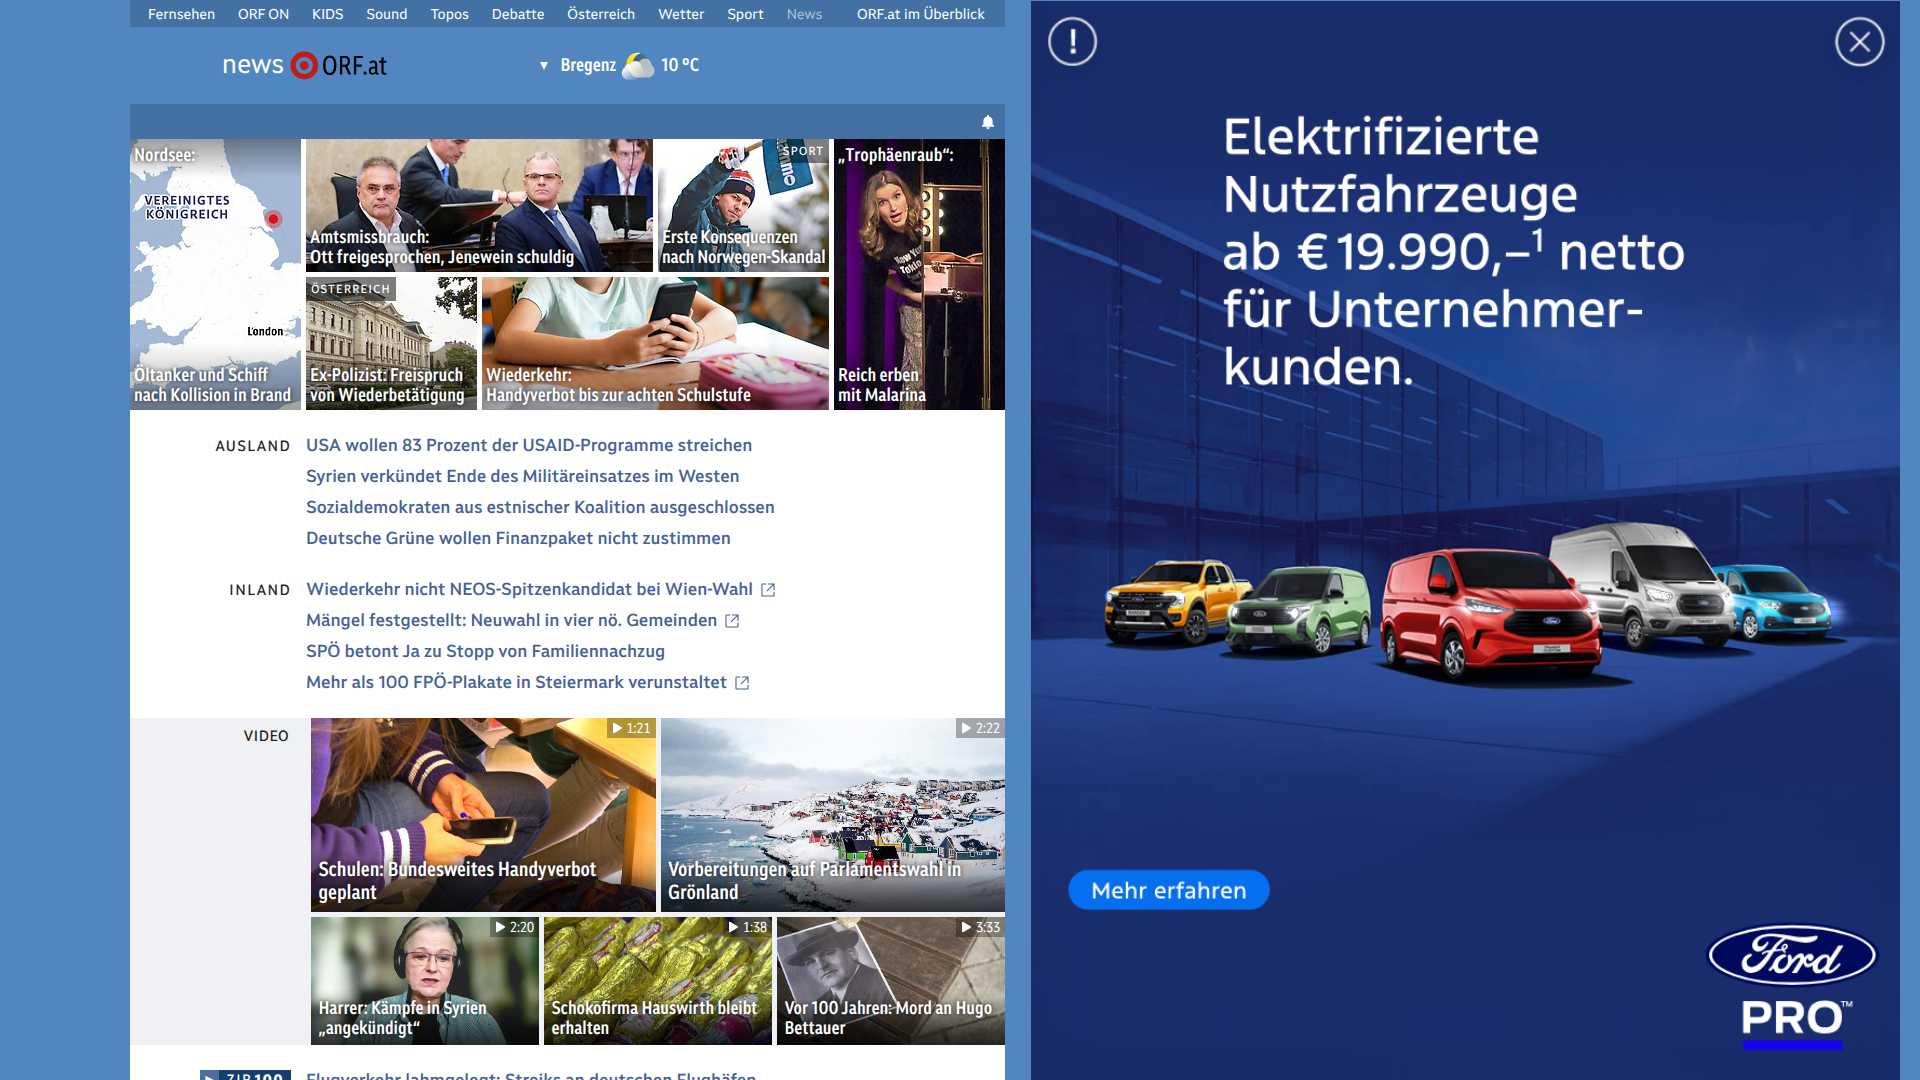 Fernsehen ORF ON KIDS Sound Topos Debatte Österreich Wetter Sport News ORF.at im Überblick
news ORF.at
Bregenz 10 °C
Nordsee:
VEREINIGTES
KÖNIGREICH
London
Öltanker und Schiff
nach Kollision in Brand
Amtsmissbrauch:
Ott freigesprochen, Jenewein schuldig
SPORT
Erste Konsequenzen
nach Norwegen-Skandal
„Trophäenraub“:
Reich erben
mit Malarina
ÖSTERREICH
Ex-Polizist: Freispruch
von Wiederbetätigung
Wiederkehr:
Handyverbot bis zur achten Schulstufe
AUSLAND
USA wollen 83 Prozent der USAID-Programme streichen
Syrien verkündet Ende des Militäreinsatzes im Westen
Sozialdemokraten aus estnischer Koalition ausgeschlossen
Deutsche Grüne wollen Finanzpaket nicht zustimmen
INLAND
Wiederkehr nicht NEOS-Spitzenkandidat bei Wien-Wahl
Mängel festgestellt: Neuwahl in vier nö. Gemeinden
SPÖ betont Ja zu Stopp von Familiennachzug
Mehr als 100 FPÖ-Plakate in Steiermark verunstaltet
VIDEO
1:21
Schulen: Bundesweites Handyverbot
geplant
2:22
Vorbereitungen auf Parlamentswahl in
Grönland
2:20
Harrer: Kämpfe in Syrien
„angekündigt“
1:38
Schokofirma Hauswirth bleibt
erhalten
3:33
Vor 100 Jahren: Mord an Hugo
Bettauer
ZIB100
Flugverkehr lahmgelegt: Streiks an deutschen Flughäfen
Elektrifizierte
Nutzfahrzeuge
ab € 19.990,–¹ netto
für Unternehmer-
kunden.
Mehr erfahren
Ford
PRO™